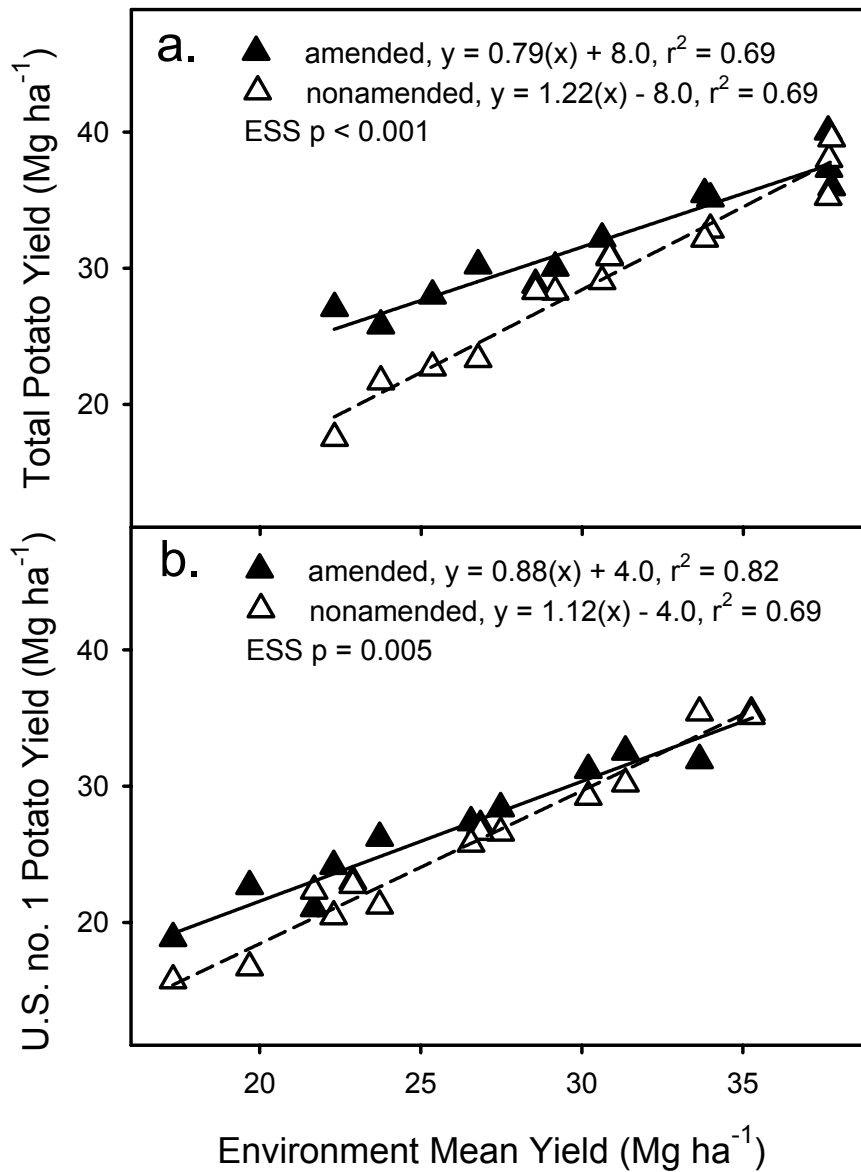 a.
amended, y = 0.79(x) + 8.0, r² = 0.69
nonamended, y = 1.22(x) - 8.0, r² = 0.69
ESS p < 0.001
Total Potato Yield (Mg ha⁻¹)
40
30
20
b.
amended, y = 0.88(x) + 4.0, r² = 0.82
nonamended, y = 1.12(x) - 4.0, r² = 0.69
ESS p = 0.005
U.S. no. 1 Potato Yield (Mg ha⁻¹)
40
30
20
20 25 30 35
Environment Mean Yield (Mg ha⁻¹)